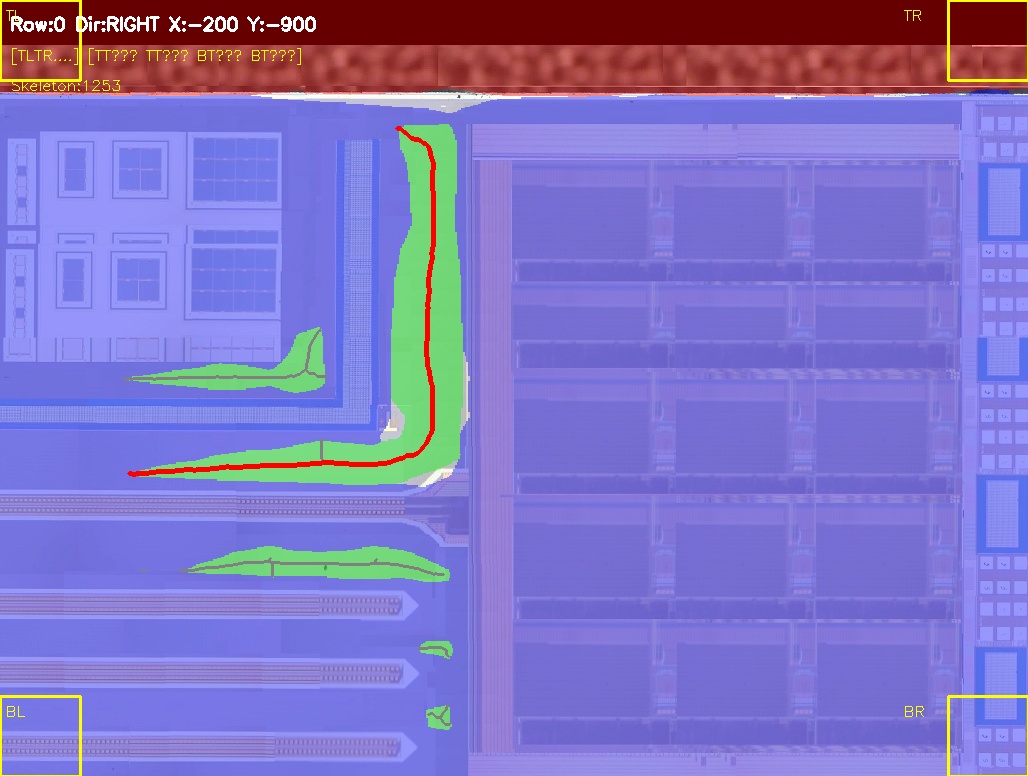 TL
Row:0 Dir:RIGHT X:-200 Y:-900
TR
[TLTR....] [TT??? TT??? BT??? BT???]
Skeleton:1253
BL
BR